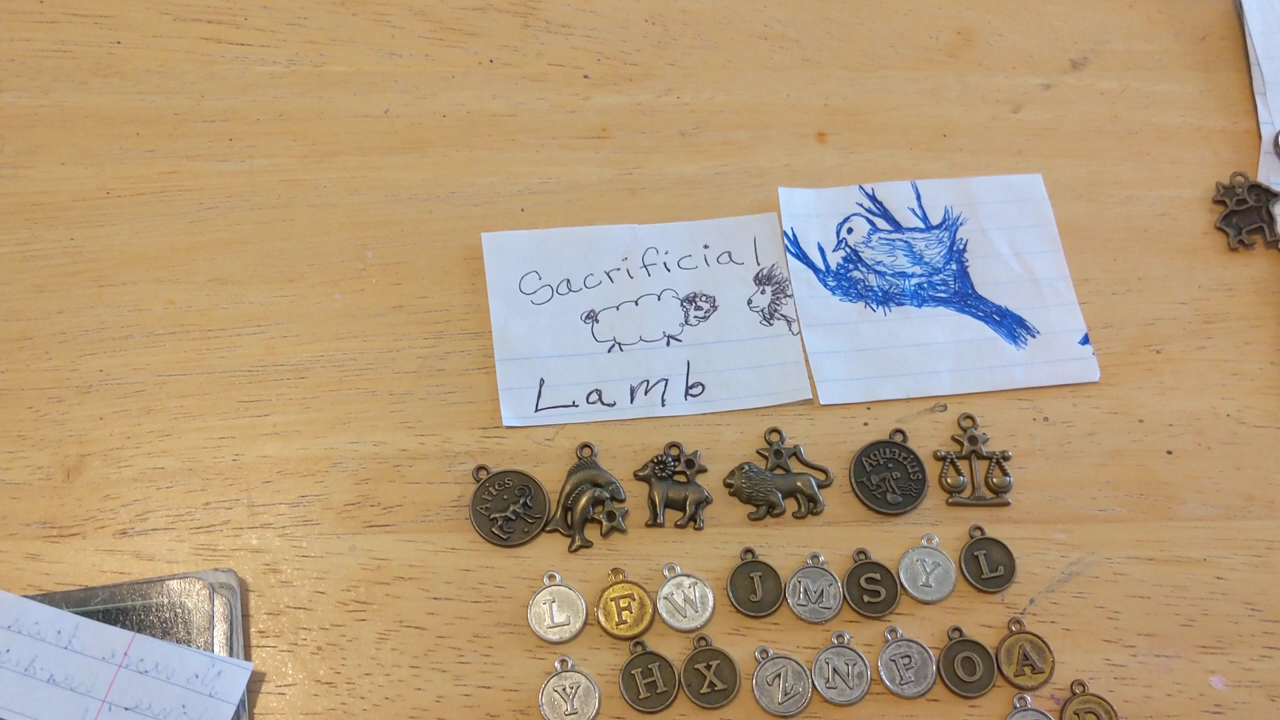 Sacrificial
Lamb
Aries
Aquarius
L F W J M S Y L
Y H X Z N P O A